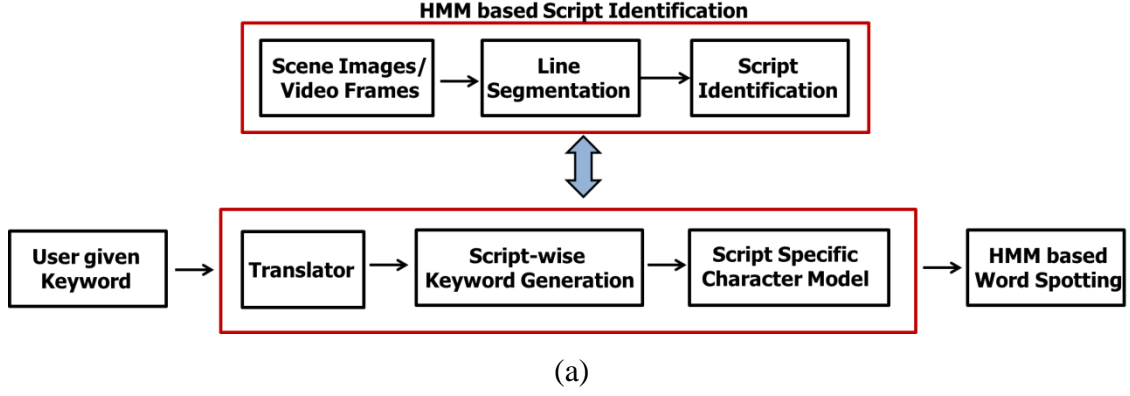 HMM based Script Identification
Scene Images/
Video Frames
Line
Segmentation
Script
Identification
User given
Keyword
Translator
Script-wise
Keyword Generation
Script Specific
Character Model
HMM based
Word Spotting
(a)